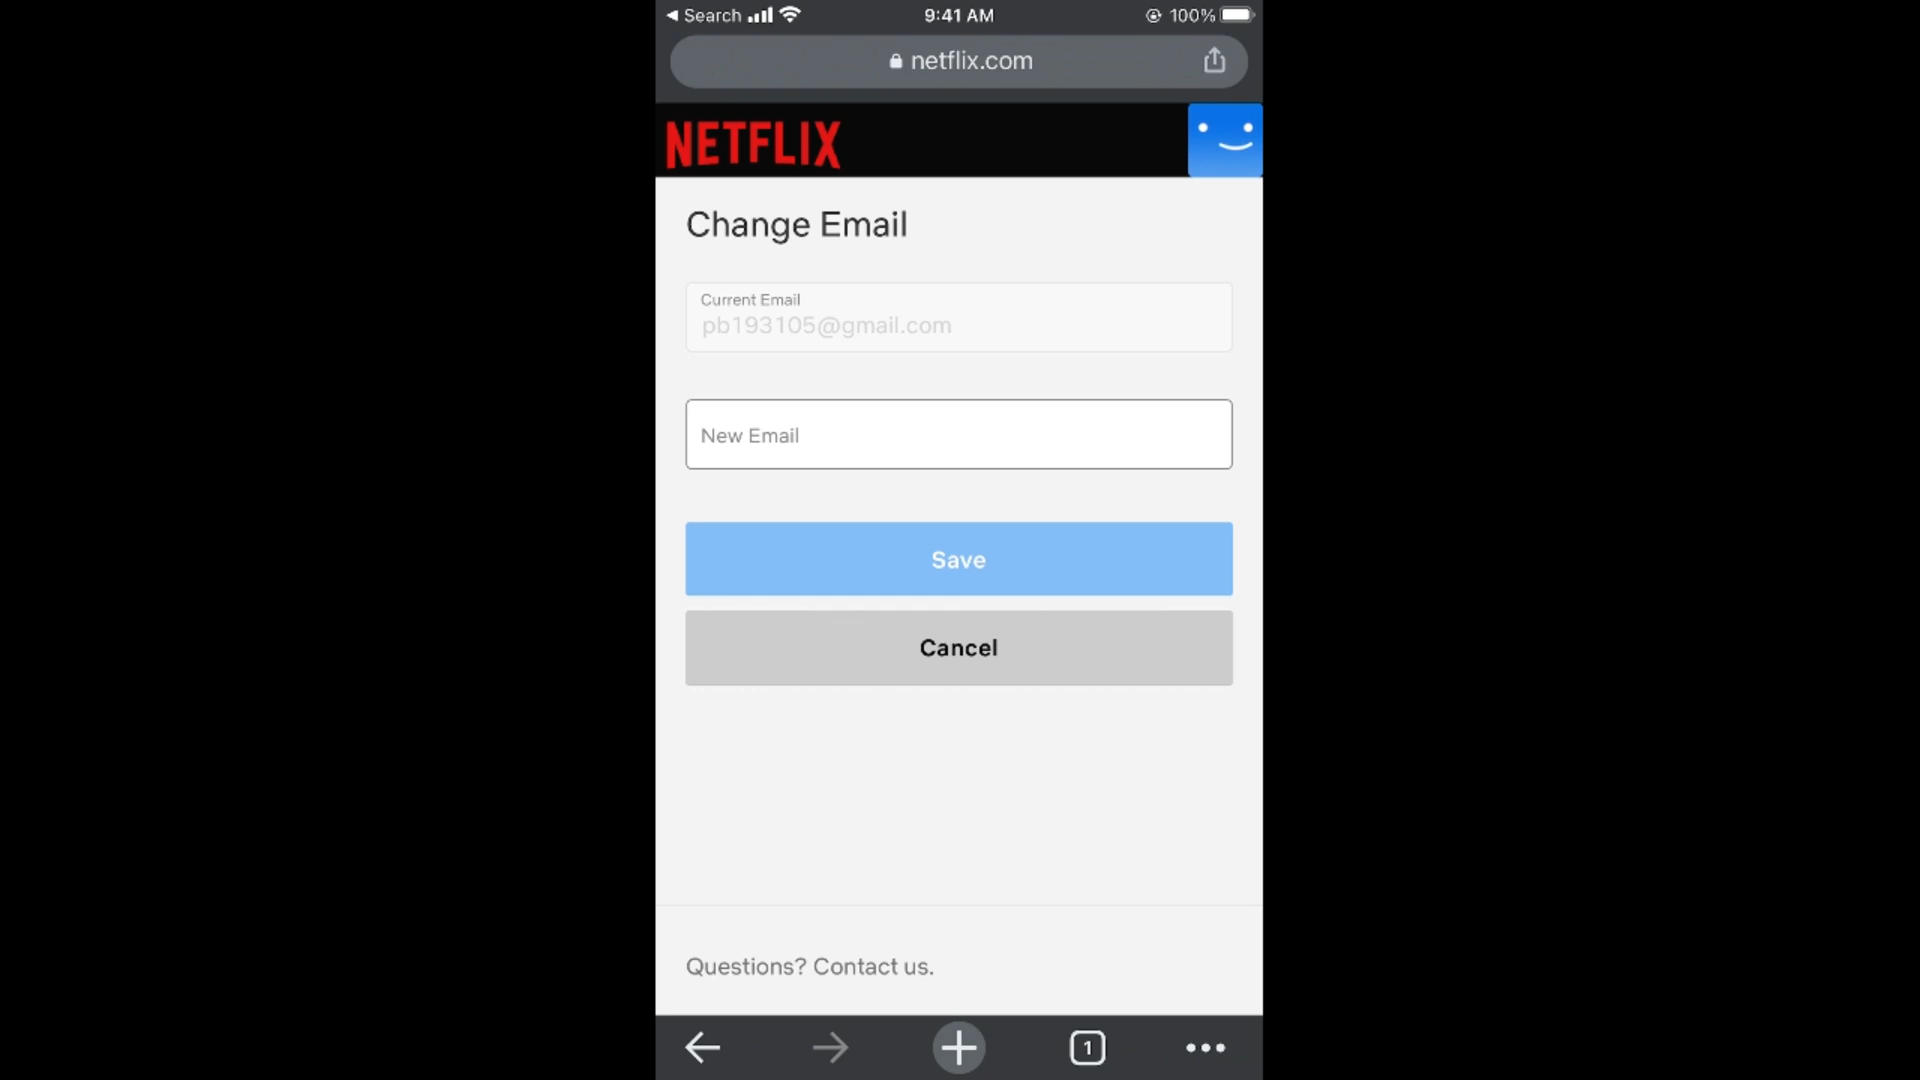 Search 9:41 AM 100%
netflix.com
NETFLIX
Change Email
Current Email
pb193105@gmail.com
New Email
Save
Cancel
Questions? Contact us.
1